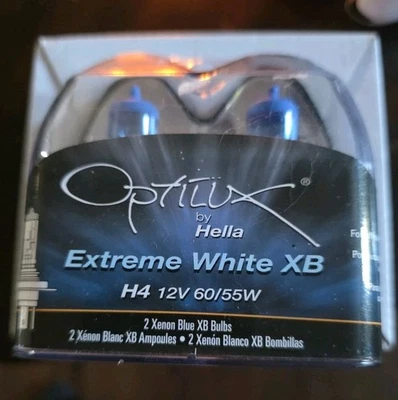 OPTILUX®
by
Hella
Extreme White XB
H4 12V 60/55W
2 Xenon Blue XB Bulbs
2 Xénon Blanc XB Ampoules • 2 Xenón Blanco XB Bombillas